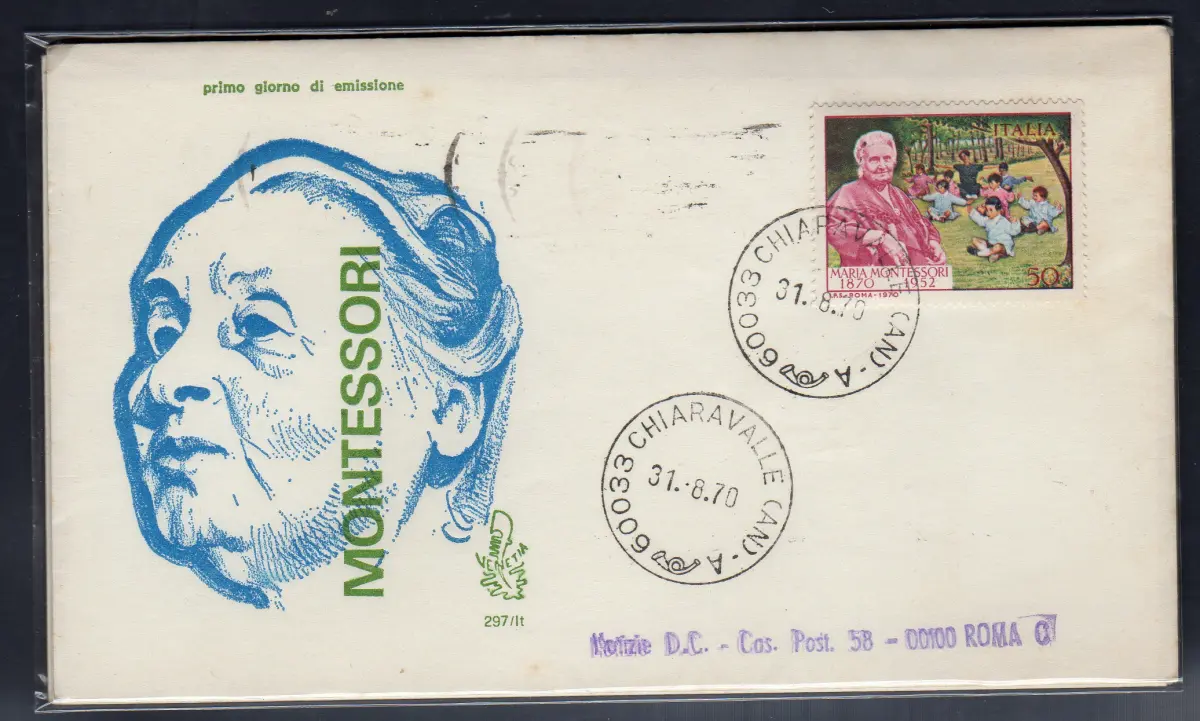 primo giorno di emissione
ITALIA
MARIA MONTESSORI
1870 1952
50
I.P.S.-ROMA-1970
MONTESSORI
60033 CHIARAVALLE (AN) - A
31.-8.70
60033 CHIARAVALLE (AN) - A
31.-8.70
VENETIA
297/It
Notizie D.C. - Cas. Post. 58 - 00100 ROMA